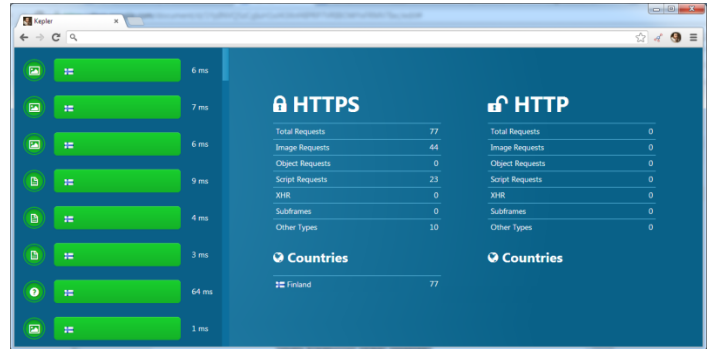 Kepler
6 ms
7 ms
6 ms
9 ms
4 ms
3 ms
64 ms
1 ms
HTTPS
Total Requests 77
Image Requests 44
Object Requests 0
Script Requests 23
XHR 0
Subframes 0
Other Types 10
Countries
Finland 77
HTTP
Total Requests 0
Image Requests 0
Object Requests 0
Script Requests 0
XHR 0
Subframes 0
Other Types 0
Countries